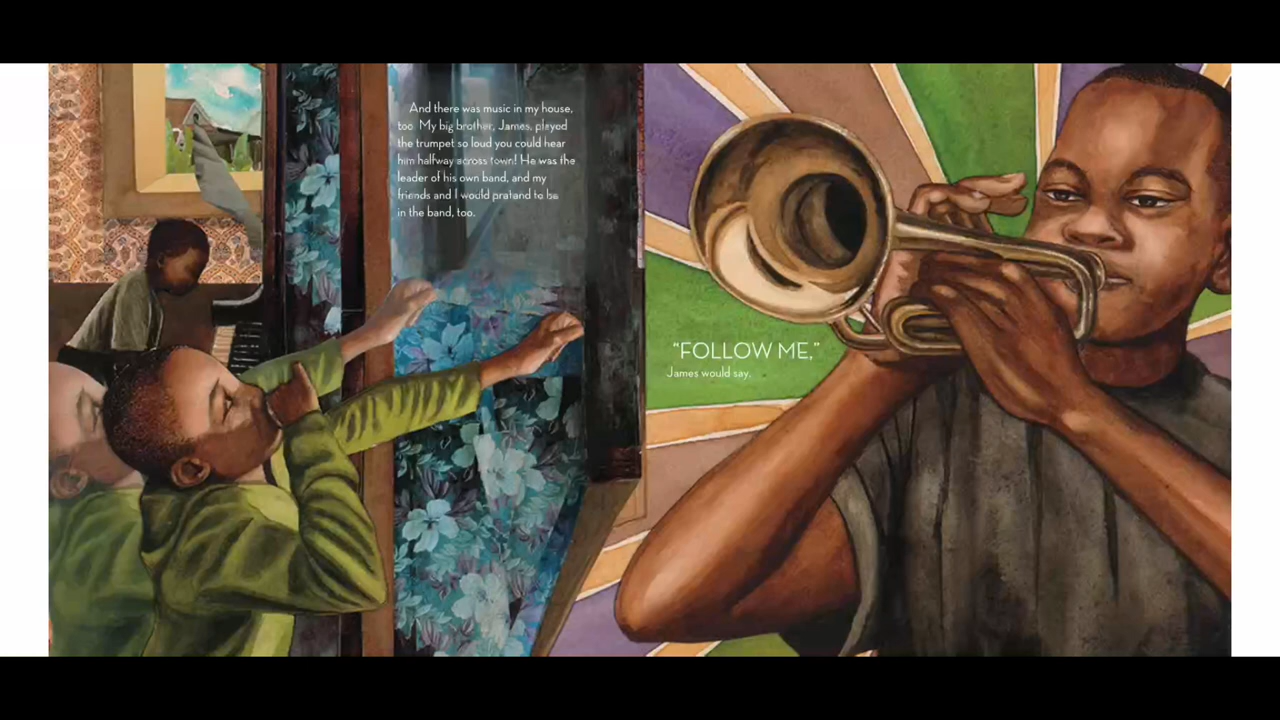 And there was music in my house,
too. My big brother, James, played
the trumpet so loud you could hear
him halfway across town! He was the
leader of his own band, and my
friends and I would pretend to be
in the band, too.
"FOLLOW ME,"
James would say.